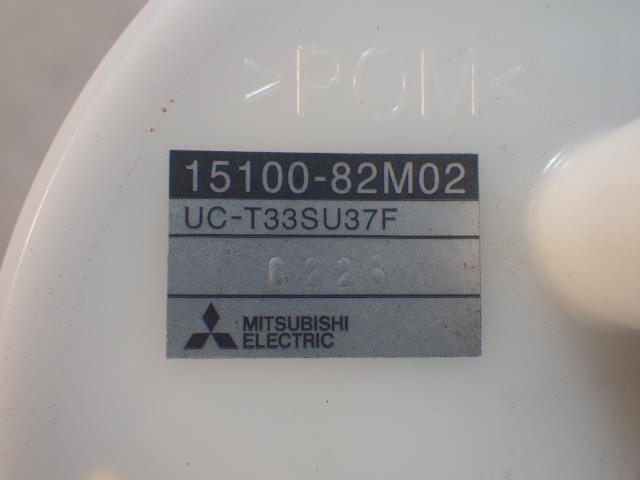 >POM<
15100-82M02
UC-T33SU37F
MITSUBISHI
ELECTRIC